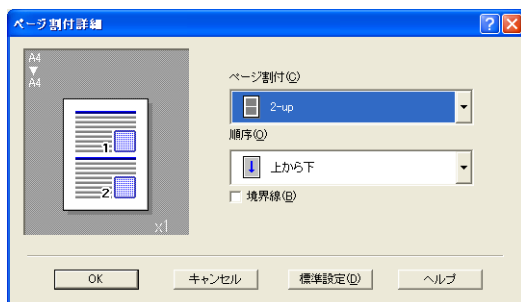 ページ割付詳細
A4
A4
ページ割付(C)
2-up
順序(O)
上から下
境界線(B)
1
2
x1
OK
キャンセル
標準設定(D)
ヘルプ